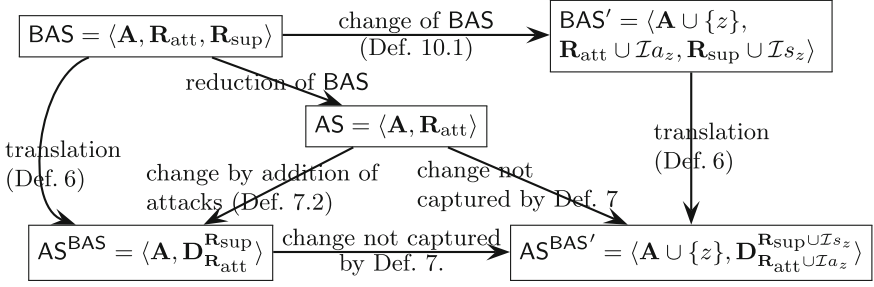 BAS = ⟨A, R_att, R_sup⟩
change of BAS
(Def. 10.1)
BAS′ = ⟨A ∪ {z},
R_att ∪ ℐa_z, R_sup ∪ ℐs_z⟩
reduction of BAS
AS = ⟨A, R_att⟩
translation
(Def. 6)
change by addition of
attacks (Def. 7.2)
change not
captured by Def. 7
translation
(Def. 6)
AS^BAS = ⟨A, D^{R_sup}_{R_att}⟩
change not captured
by Def. 7.
AS^BAS′ = ⟨A ∪ {z}, D^{R_sup ∪ ℐs_z}_{R_att ∪ ℐa_z}⟩